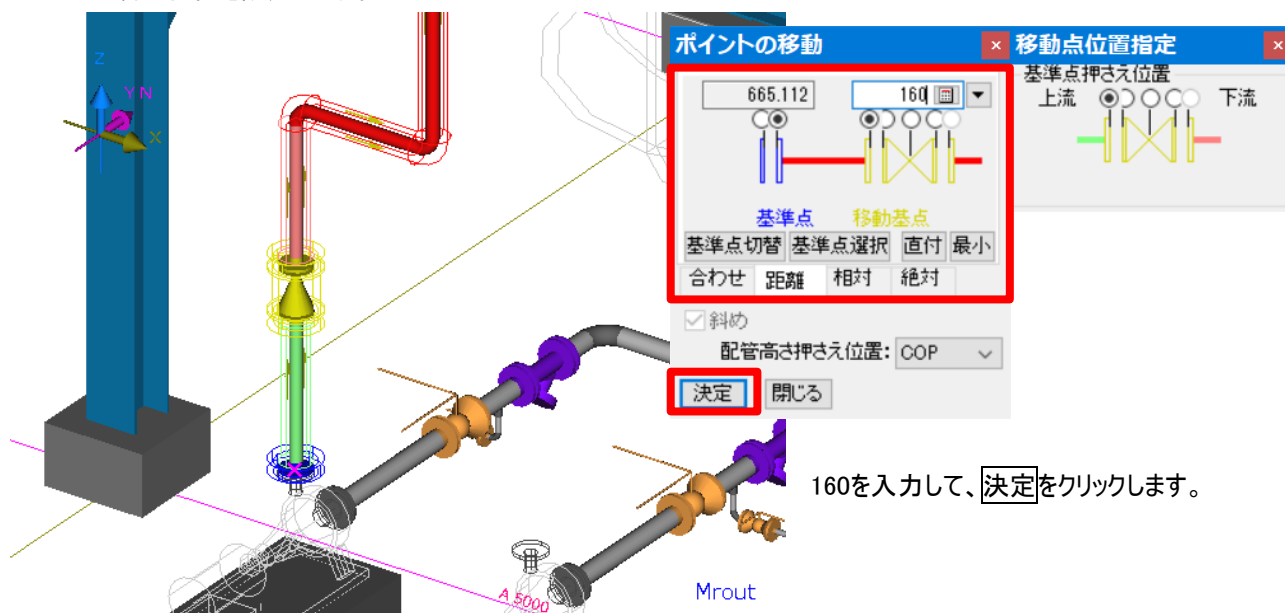 ポイントの移動
665.112
160
基準点 移動基点
基準点切替 基準点選択 直付 最小
合わせ 距離 相対 絶対
斜め
配管高さ押さえ位置: COP
決定 閉じる
移動点位置指定
基準点押さえ位置
上流 下流
160を入力して、決定をクリックします。
Z
Y N
X
A 5000
Mrout